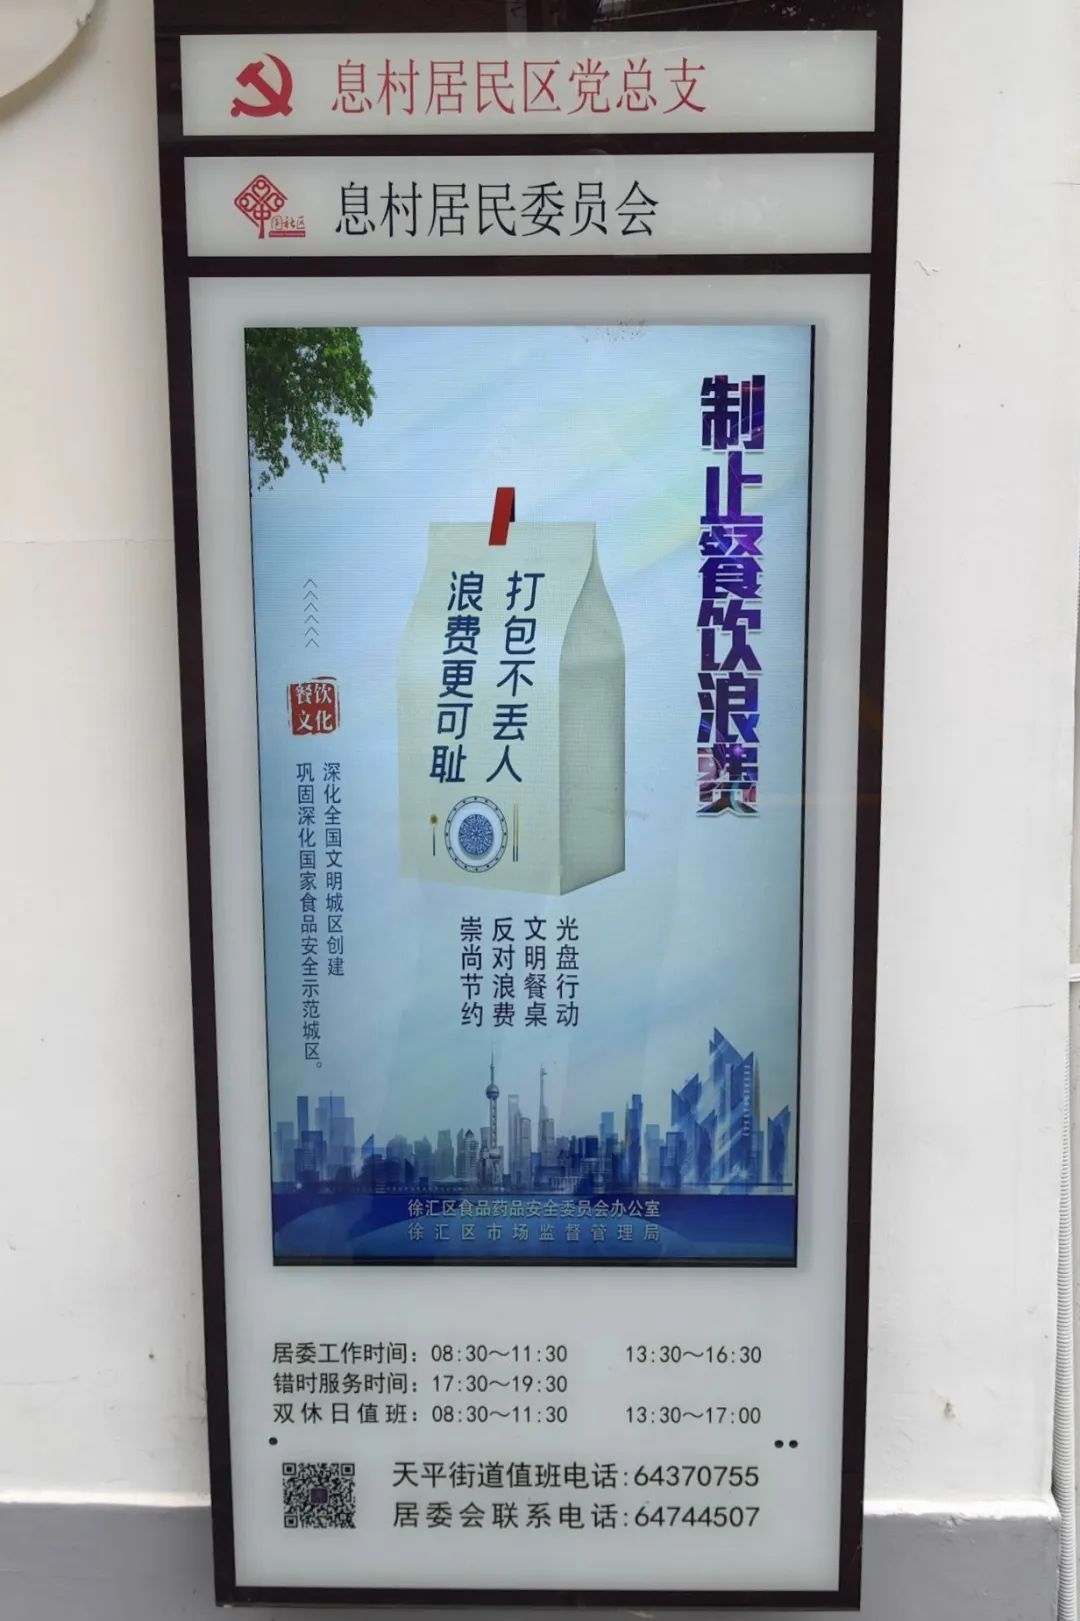 息村居民区党总支
中国社区
息村居民委员会
制止餐饮浪费
打包不丢人
浪费更可耻
餐饮
文化
深化全国文明城区创建
巩固深化国家食品安全示范城区。
光盘行动
文明餐桌
反对浪费
崇尚节约
徐汇区食品药品安全委员会办公室
徐汇区市场监督管理局
居委工作时间：08:30～11:30 13:30～16:30
错时服务时间：17:30～19:30
双休日值班：08:30～11:30 13:30～17:00
天平街道值班电话:64370755
居委会联系电话:64744507